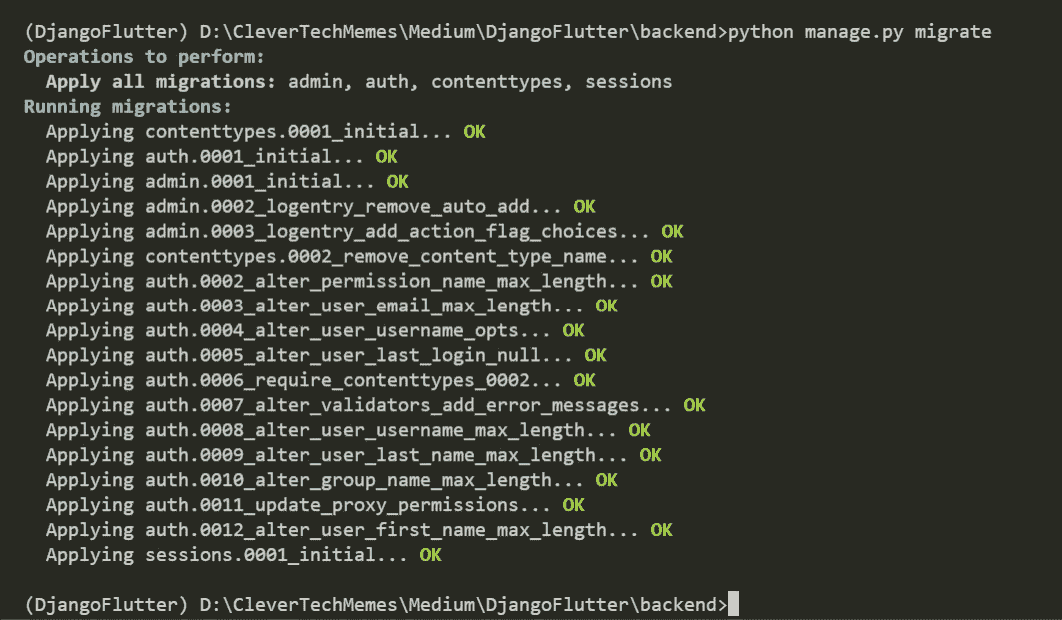 (DjangoFlutter) D:\CleverTechMemes\Medium\DjangoFlutter\backend>python manage.py migrate
Operations to perform:
  Apply all migrations: admin, auth, contenttypes, sessions
Running migrations:
  Applying contenttypes.0001_initial... OK
  Applying auth.0001_initial... OK
  Applying admin.0001_initial... OK
  Applying admin.0002_logentry_remove_auto_add... OK
  Applying admin.0003_logentry_add_action_flag_choices... OK
  Applying contenttypes.0002_remove_content_type_name... OK
  Applying auth.0002_alter_permission_name_max_length... OK
  Applying auth.0003_alter_user_email_max_length... OK
  Applying auth.0004_alter_user_username_opts... OK
  Applying auth.0005_alter_user_last_login_null... OK
  Applying auth.0006_require_contenttypes_0002... OK
  Applying auth.0007_alter_validators_add_error_messages... OK
  Applying auth.0008_alter_user_username_max_length... OK
  Applying auth.0009_alter_user_last_name_max_length... OK
  Applying auth.0010_alter_group_name_max_length... OK
  Applying auth.0011_update_proxy_permissions... OK
  Applying auth.0012_alter_user_first_name_max_length... OK
  Applying sessions.0001_initial... OK
(DjangoFlutter) D:\CleverTechMemes\Medium\DjangoFlutter\backend>